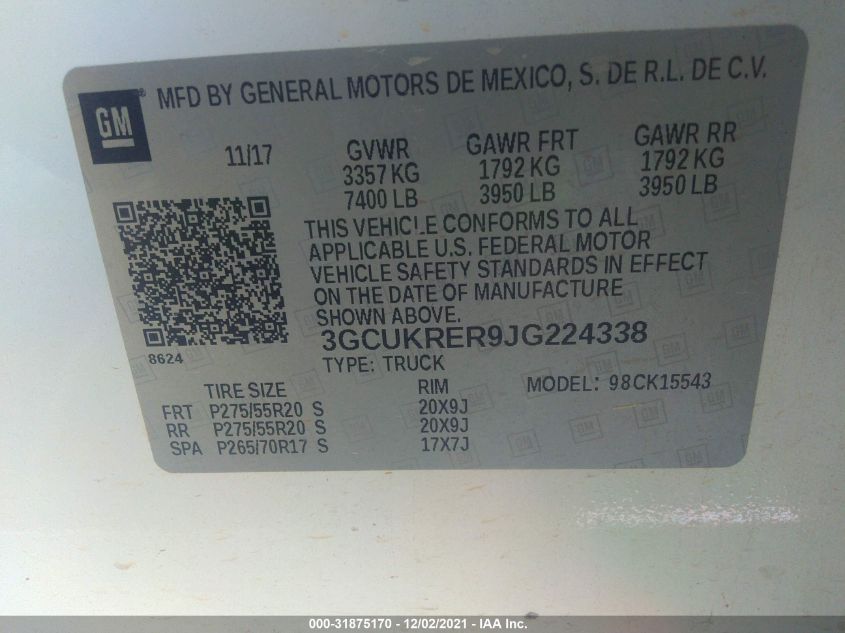 GM
® MFD BY GENERAL MOTORS DE MEXICO, S. DE R.L. DE C.V.
11/17
GVWR GAWR FRT GAWR RR
3357 KG 1792 KG 1792 KG
7400 LB 3950 LB 3950 LB
THIS VEHICLE CONFORMS TO ALL
APPLICABLE U.S. FEDERAL MOTOR
VEHICLE SAFETY STANDARDS IN EFFECT
ON THE DATE OF MANUFACTURE
SHOWN ABOVE.
8624
3GCUKRER9JG224338
TYPE: TRUCK
TIRE SIZE RIM MODEL: 98CK15543
FRT P275/55R20 S 20X9J
RR P275/55R20 S 20X9J
SPA P265/70R17 S 17X7J
000-31875170 - 12/02/2021 - IAA Inc.